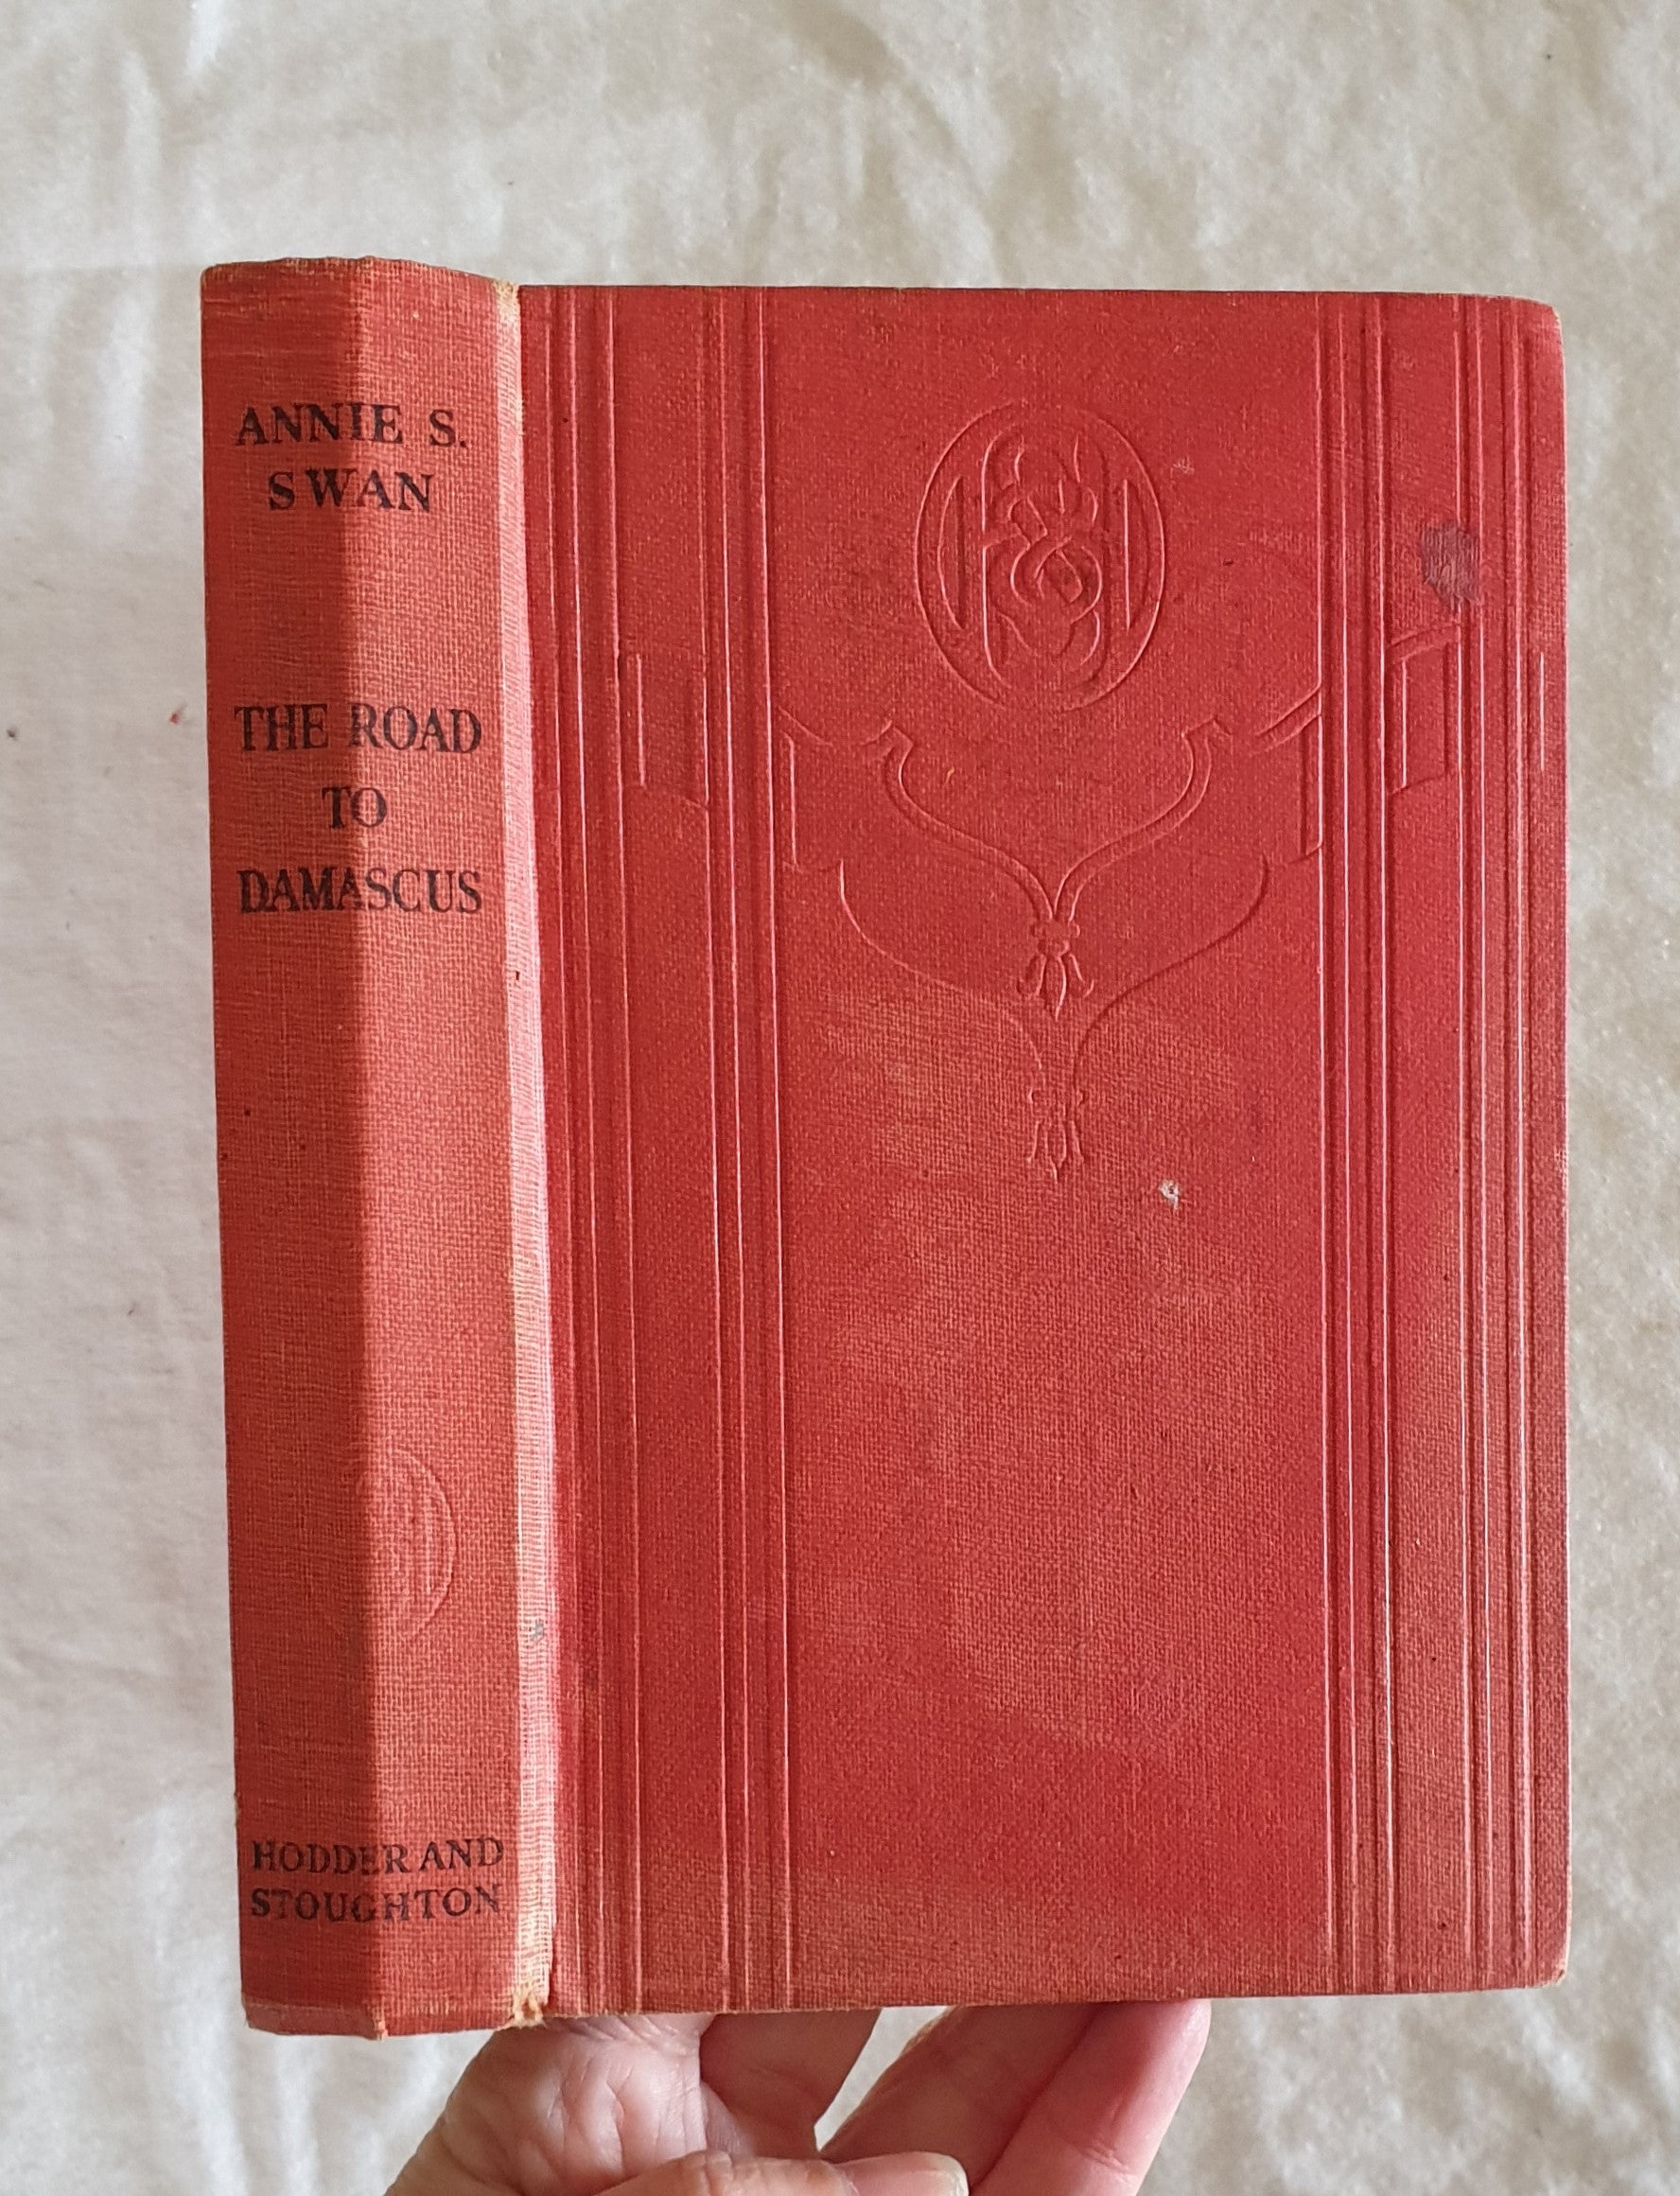 ANNIE S.
SWAN
THE ROAD
TO
DAMASCUS
HODDER AND
STOUGHTON